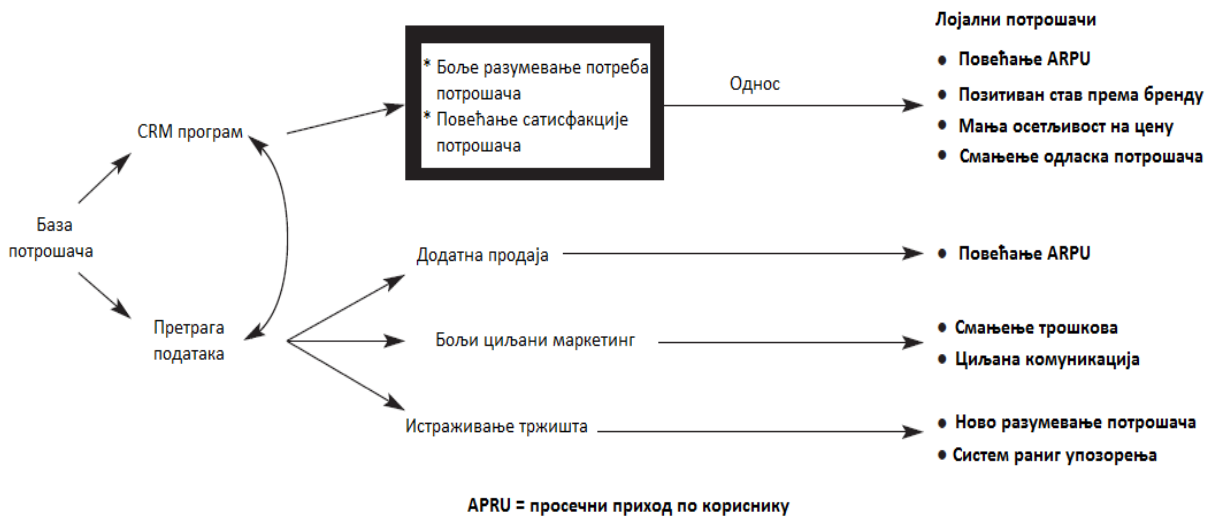 База
потрошача
CRM програм
Претрага
података
* Боље разумевање потреба
потрошача
* Повећање сатисфакције
потрошача
Однос
Лојални потрошачи
● Повећање ARPU
● Позитиван став према бренду
● Мања осетљивост на цену
● Смањење одласка потрошача
Додатна продаја
● Повећање ARPU
Бољи циљани маркетинг
● Смањење трошкова
● Циљана комуникација
Истраживање тржишта
● Ново разумевање потрошача
● Систем раниг упозорења
APRU = просечни приход по кориснику